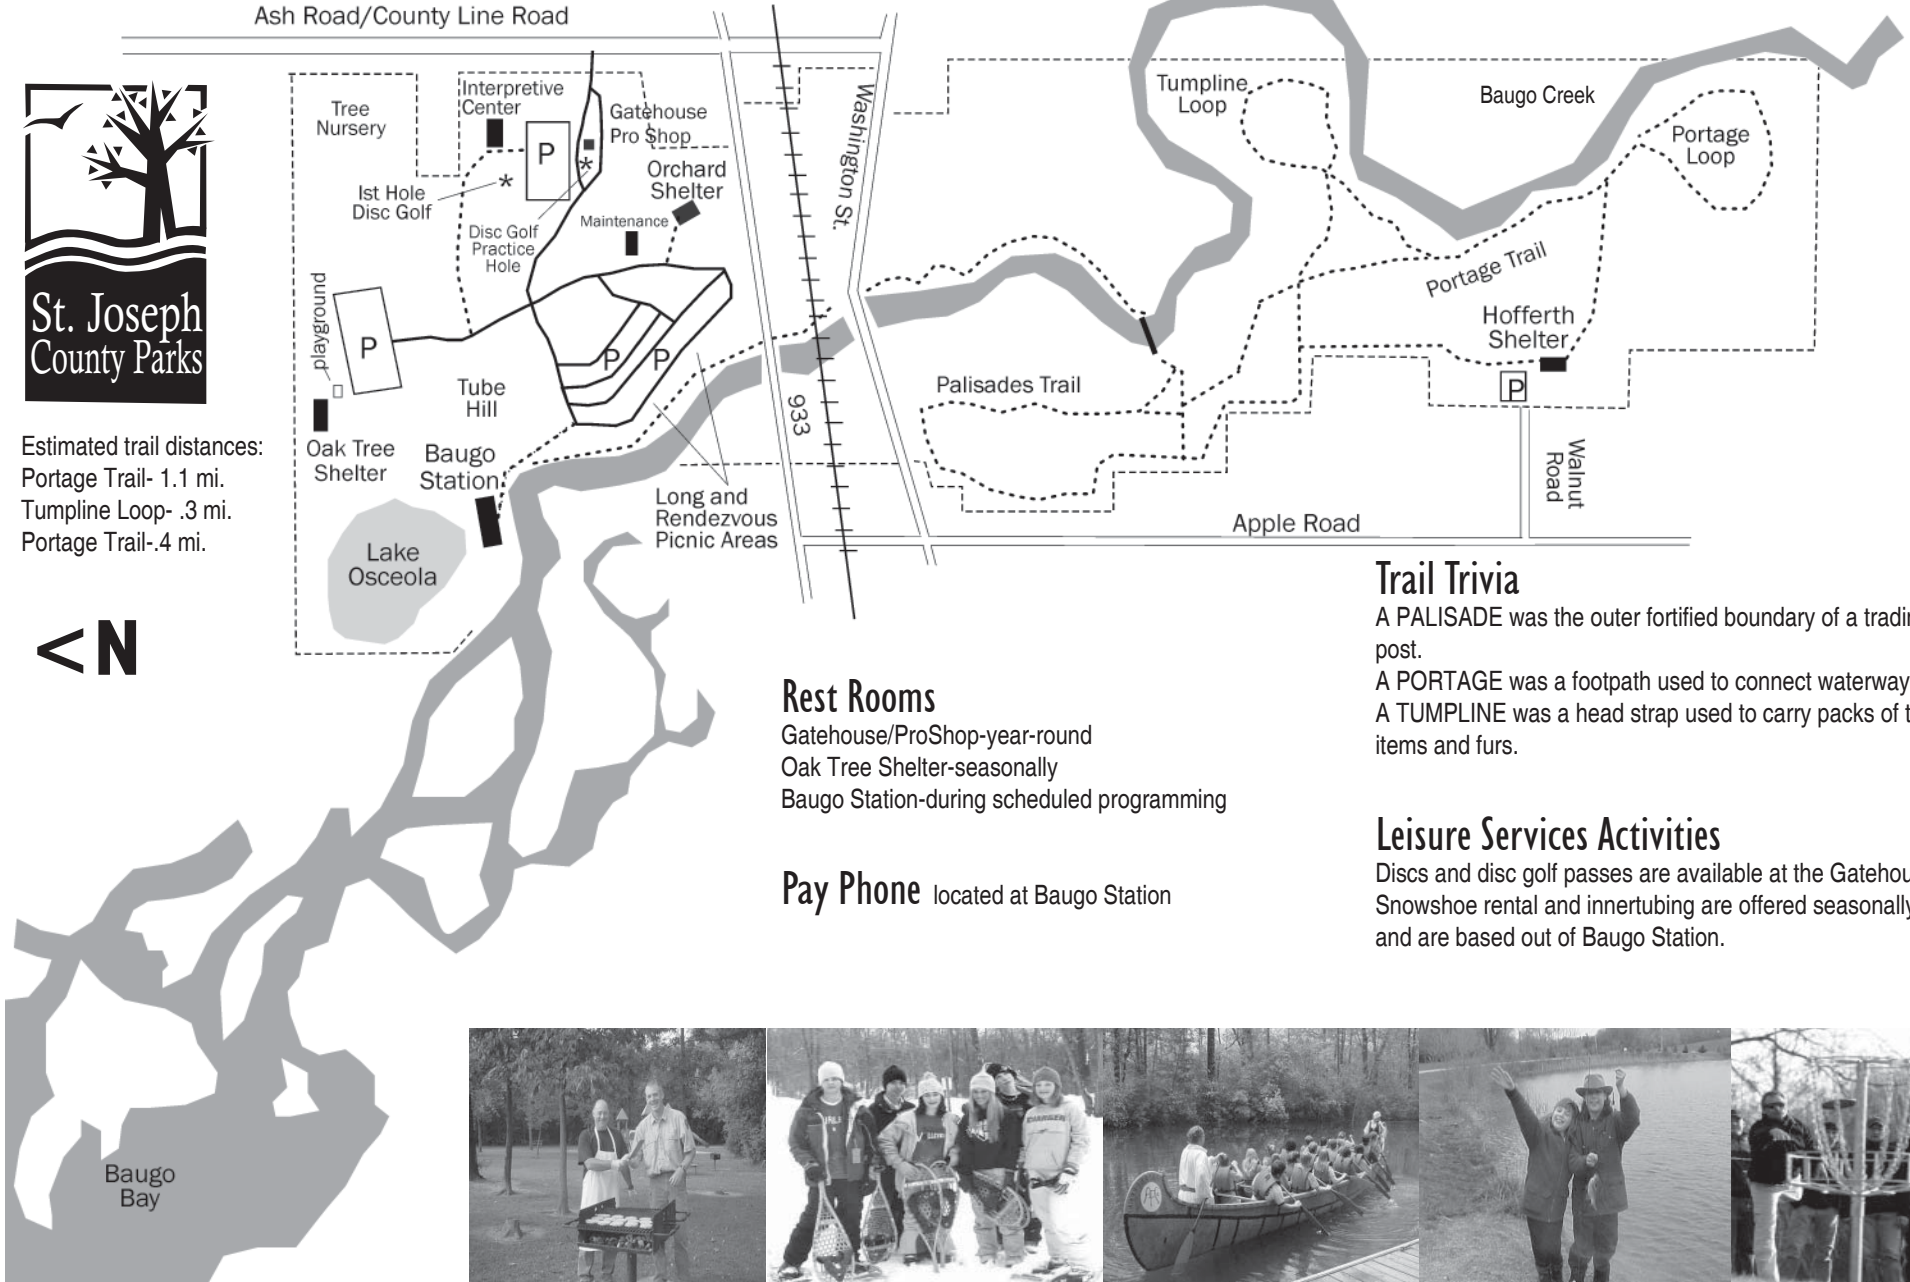 Ash Road/County Line Road
Tree
Nursery
Interpretive
Center
P
Gatehouse
Pro Shop
*
*
Ist Hole
Disc Golf
Disc Golf
Practice
Hole
Orchard
Shelter
Maintenance
Washington St.
Tumpline
Loop
Baugo Creek
Portage
Loop
St. Joseph
County Parks
playground
P
Tube
Hill
P
P
Palisades Trail
Portage Trail
Hofferth
Shelter
P
933
Walnut
Road
Oak Tree
Shelter
Baugo
Station
Lake
Osceola
Long and
Rendezvous
Picnic Areas
Apple Road
Estimated trail distances:
Portage Trail- 1.1 mi.
Tumpline Loop- .3 mi.
Portage Trail-.4 mi.
<N
Rest Rooms
Gatehouse/ProShop-year-round
Oak Tree Shelter-seasonally
Baugo Station-during scheduled programming
Pay Phone located at Baugo Station
Trail Trivia
A PALISADE was the outer fortified boundary of a
post.
A PORTAGE was a footpath used to connect
A TUMPLINE was a head strap used to carry packs of
items and furs.
Leisure Services Activities
Discs and disc golf passes are available at the
Snowshoe rental and innertubing are offered seasonally
and are based out of Baugo Station.
Baugo
Bay